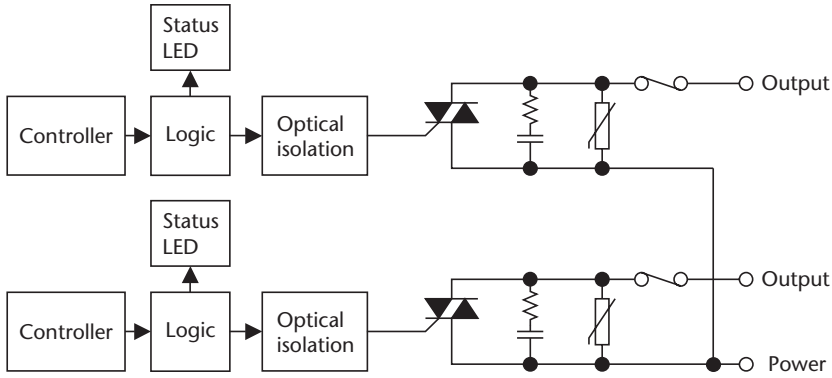 Status
LED
Controller
Logic
Optical
isolation
Output
Status
LED
Controller
Logic
Optical
isolation
Output
Power